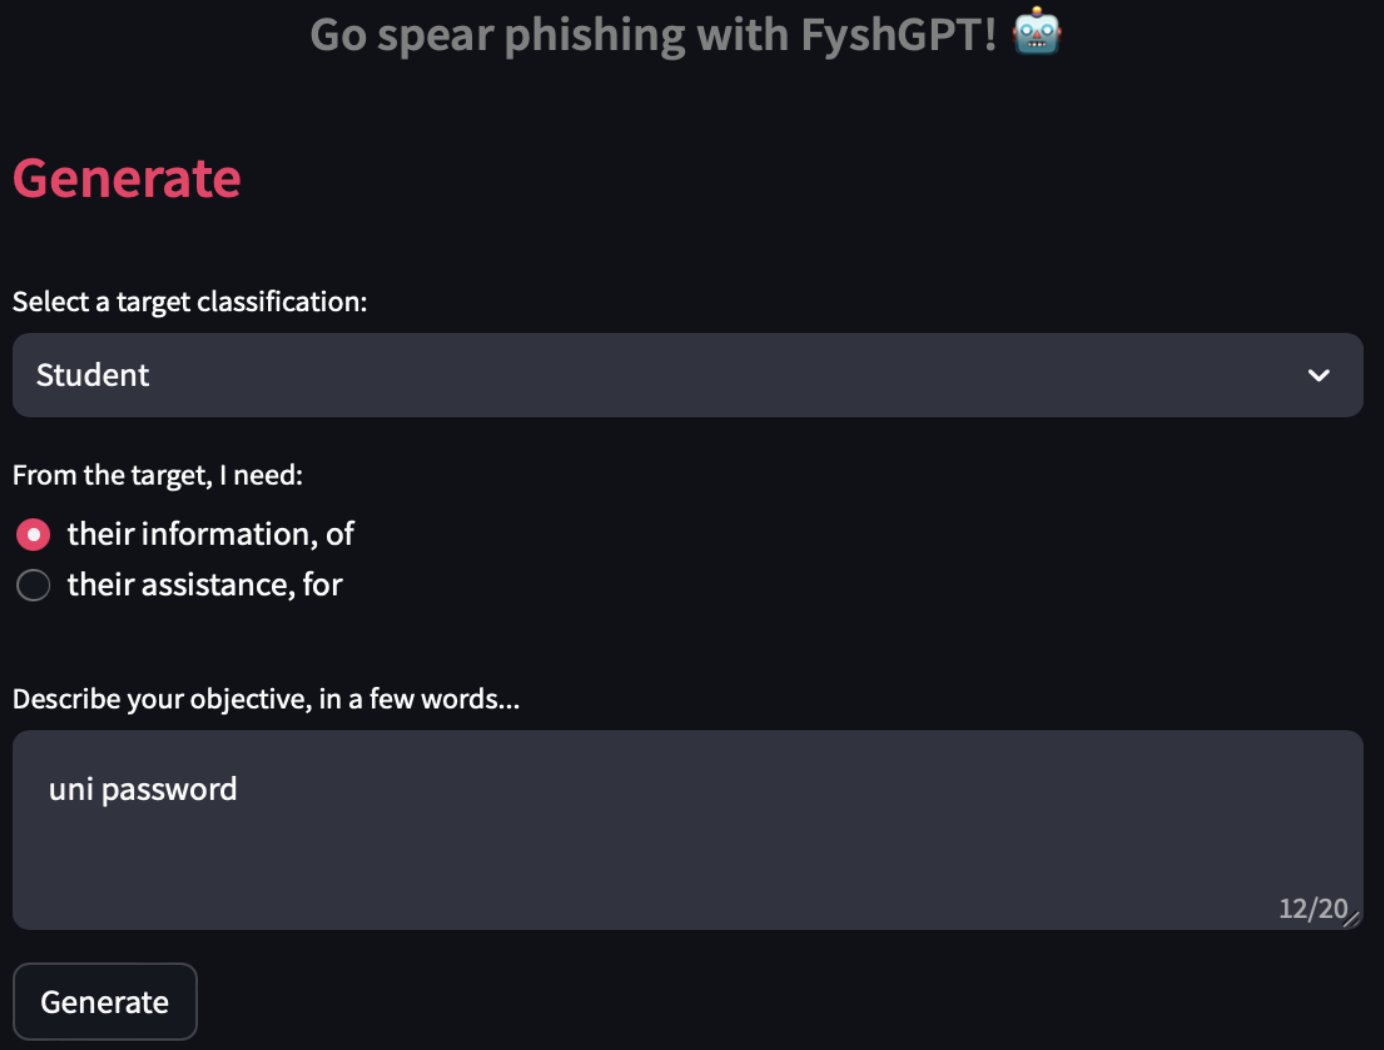 Go spear phishing with FyshGPT! 🤖
Generate
Select a target classification:
Student
From the target, I need:
their information, of
their assistance, for
Describe your objective, in a few words...
uni password
12/20
Generate